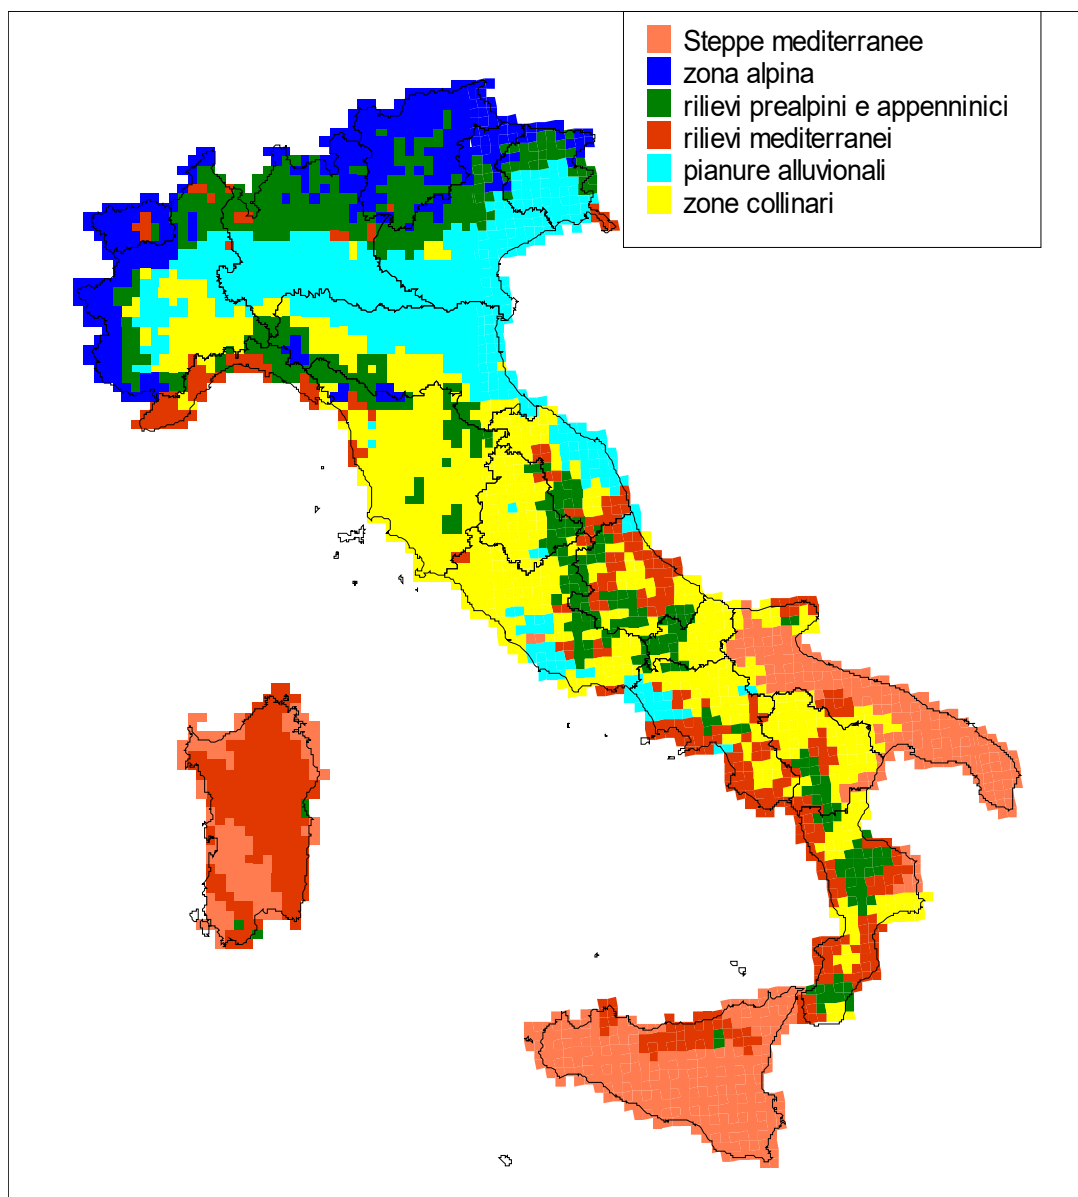 Steppe mediterranee
zona alpina
rilievi prealpini e appenninici
rilievi mediterranei
pianure alluvionali
zone collinari